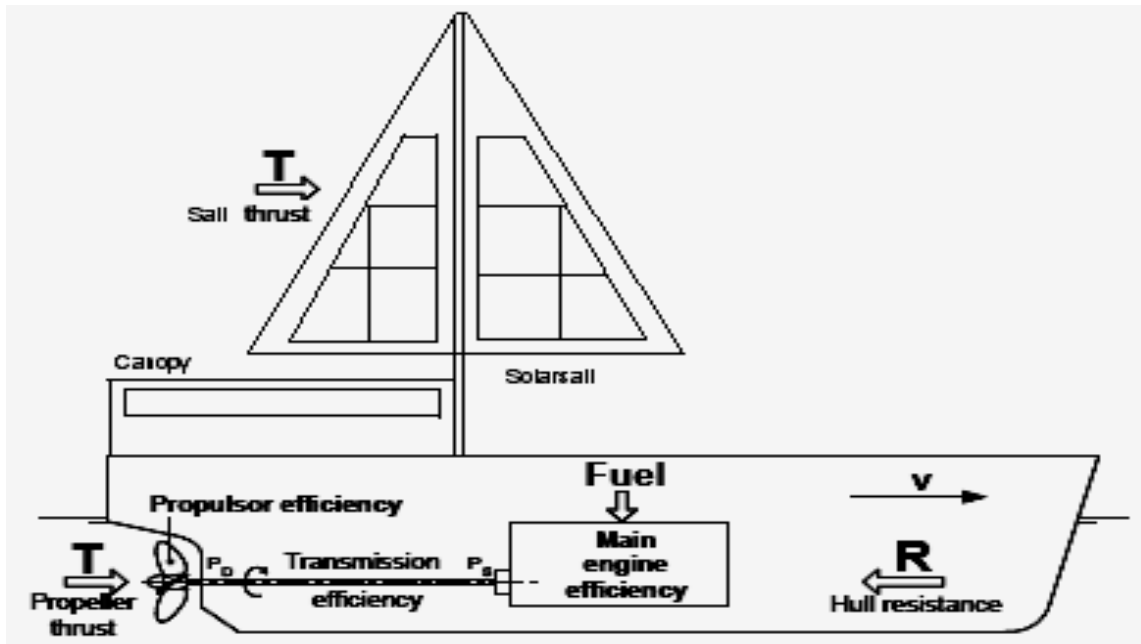 T
Sail thrust
Canopy
Solarsail
Fuel
v
Propulsor efficiency
T
Propeller
thrust
PD
Transmission
efficiency
PS
Main
engine
efficiency
R
Hull resistance